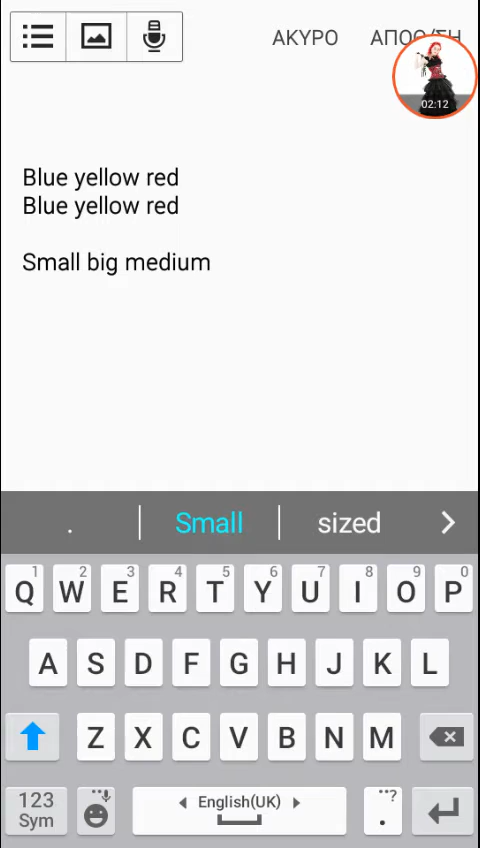 ΑΚΥΡΟ
02:12
Blue yellow red
Blue yellow red
Small big medium
. Small sized
1 2 3 4 5 6 7 8 9 0
Q W E R T Y U I O P
A S D F G H J K L
Z X C V B N M
123
Sym
English(UK)
..?
.